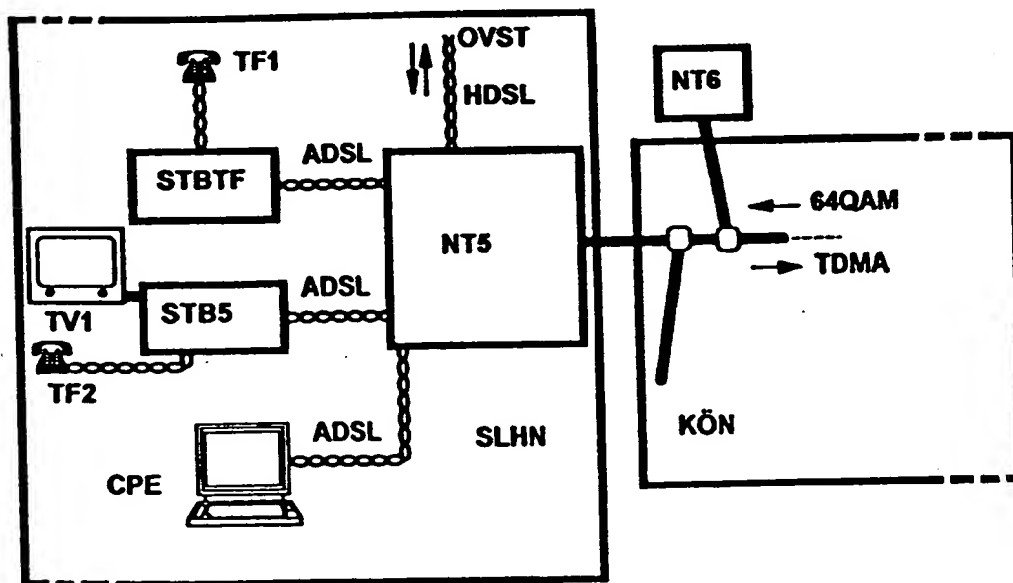 OVST
TF1
HDSL
NT6
ADSL
STBTF
64QAM
NT5
TDMA
ADSL
STB5
TV1
TF2
ADSL
SLHN
KÖN
CPE